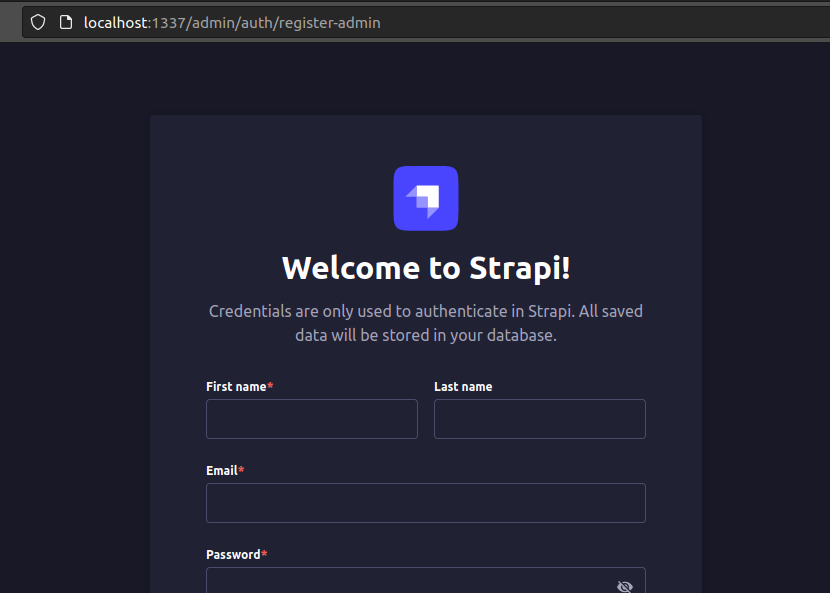 localhost:1337/admin/auth/register-admin
Welcome to Strapi!
Credentials are only used to authenticate in Strapi. All saved
data will be stored in your database.
First name* Last name
Email*
Password*